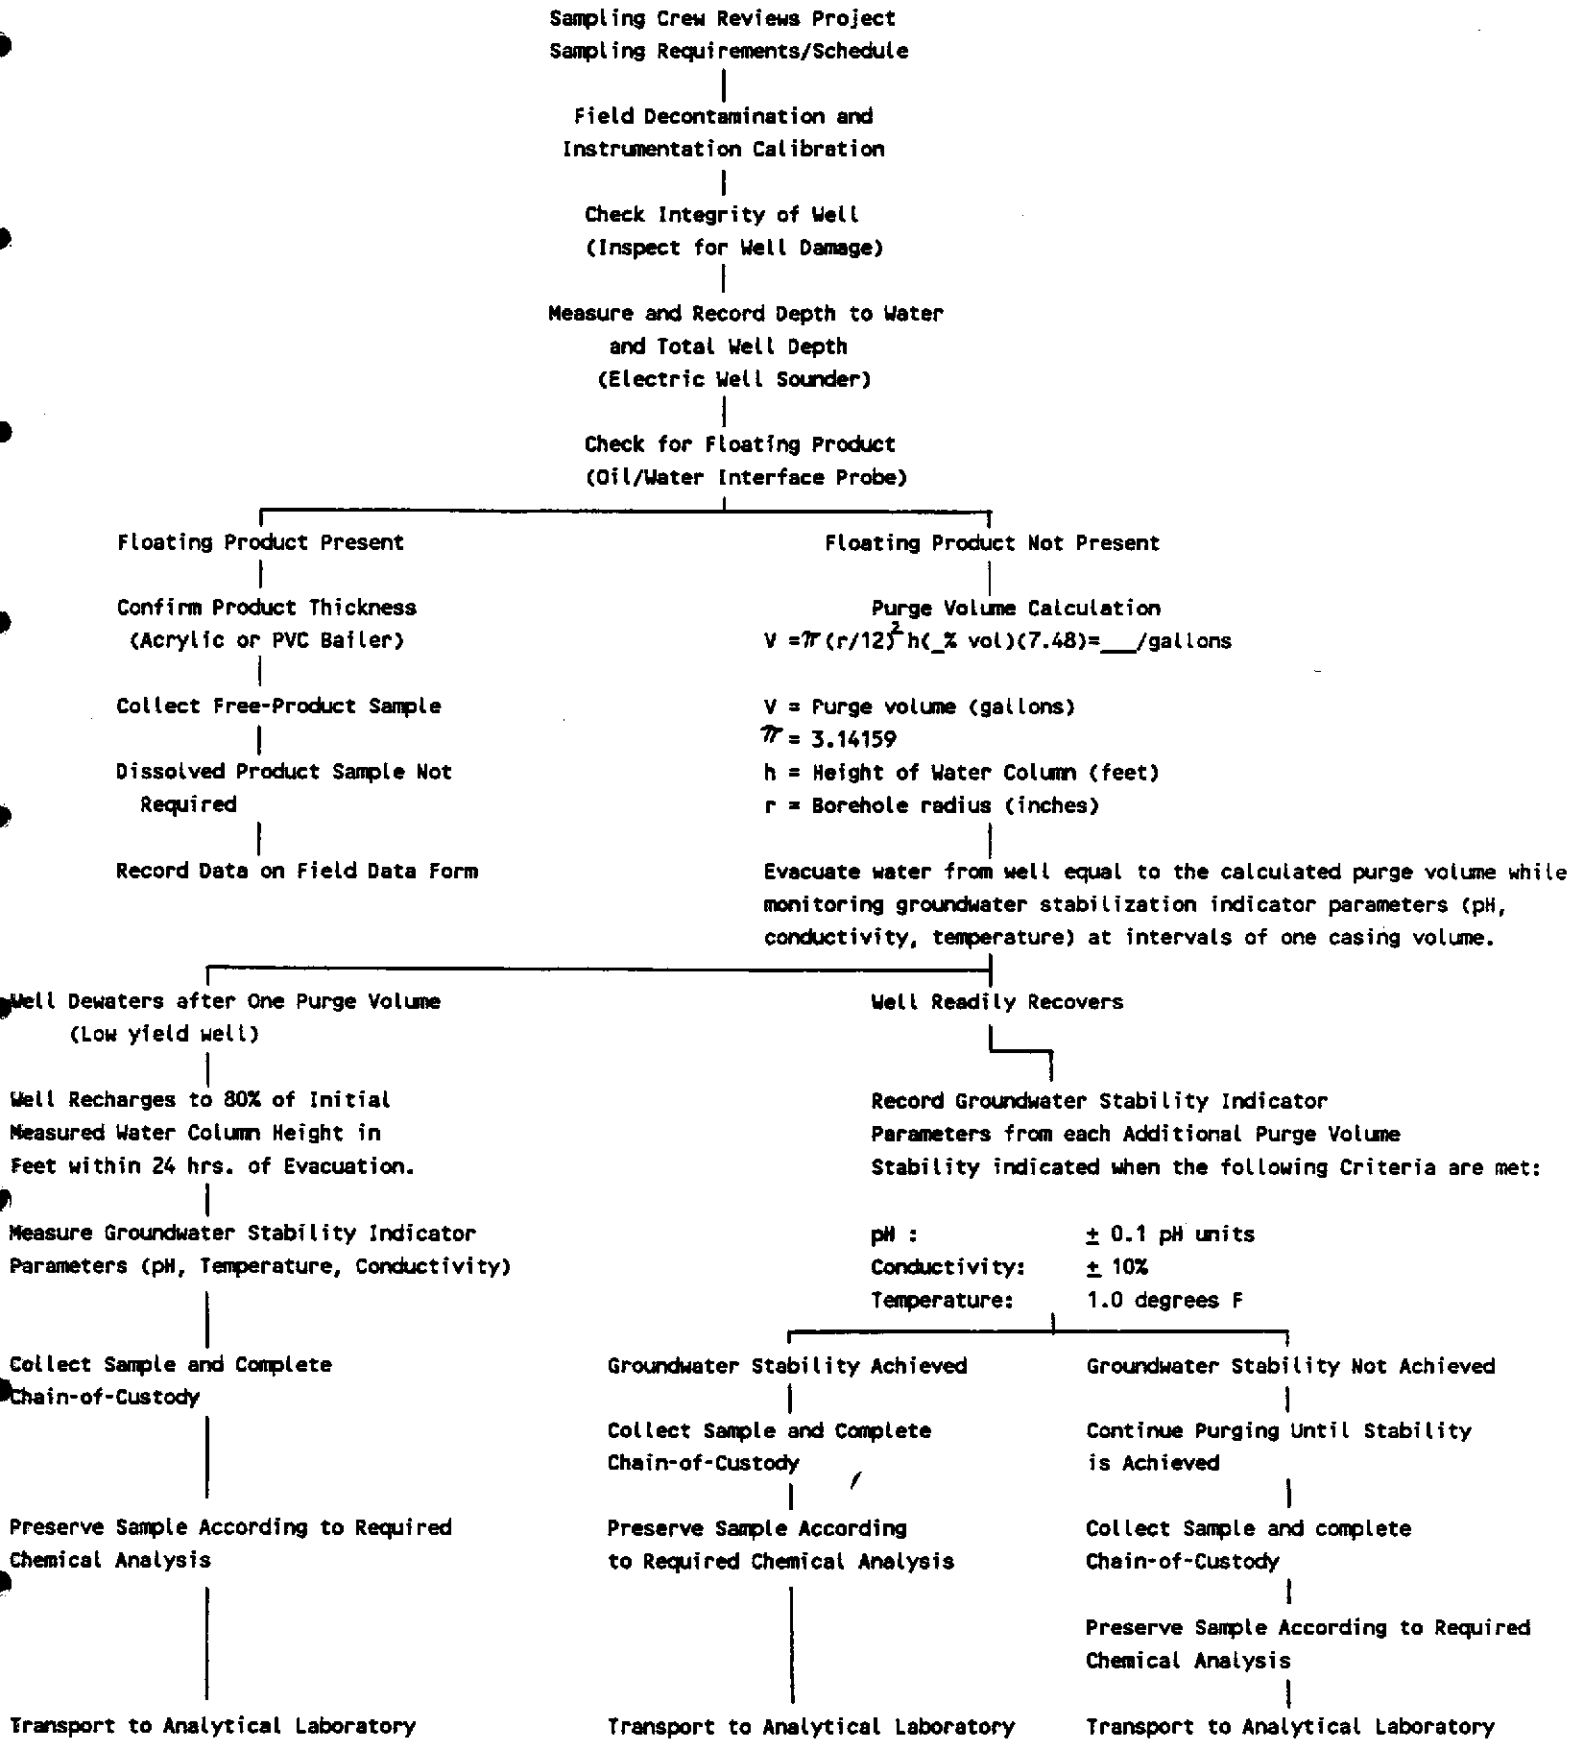 Sampling Crew Reviews Project
Sampling Requirements/Schedule
Field Decontamination and
Instrumentation Calibration
Check Integrity of Well
(Inspect for Well Damage)
Measure and Record Depth to Water
and Total Well Depth
(Electric Well Sounder)
Check for Floating Product
(Oil/Water Interface Probe)
Floating Product Present
Confirm Product Thickness
(Acrylic or PVC Bailer)
Collect Free-Product Sample
Dissolved Product Sample Not
Required
Record Data on Field Data Form
Floating Product Not Present
Purge Volume Calculation
V =π(r/12)² h(_% vol)(7.48)=___/gallons
V = Purge volume (gallons)
π = 3.14159
h = Height of Water Column (feet)
r = Borehole radius (inches)
Evacuate water from well equal to the calculated purge volume while
monitoring groundwater stabilization indicator parameters (pH,
conductivity, temperature) at intervals of one casing volume.
Well Dewaters after One Purge Volume
(Low yield well)
Well Recharges to 80% of Initial
Measured Water Column Height in
Feet within 24 hrs. of Evacuation.
Measure Groundwater Stability Indicator
Parameters (pH, Temperature, Conductivity)
Collect Sample and Complete
Chain-of-Custody
Preserve Sample According to Required
Chemical Analysis
Transport to Analytical Laboratory
Well Readily Recovers
Record Groundwater Stability Indicator
Parameters from each Additional Purge Volume
Stability indicated when the following Criteria are met:
pH : ± 0.1 pH units
Conductivity: ± 10%
Temperature: 1.0 degrees F
Groundwater Stability Achieved
Collect Sample and Complete
Chain-of-Custody
Preserve Sample According
to Required Chemical Analysis
Transport to Analytical Laboratory
Groundwater Stability Not Achieved
Continue Purging Until Stability
is Achieved
Collect Sample and complete
Chain-of-Custody
Preserve Sample According to Required
Chemical Analysis
Transport to Analytical Laboratory